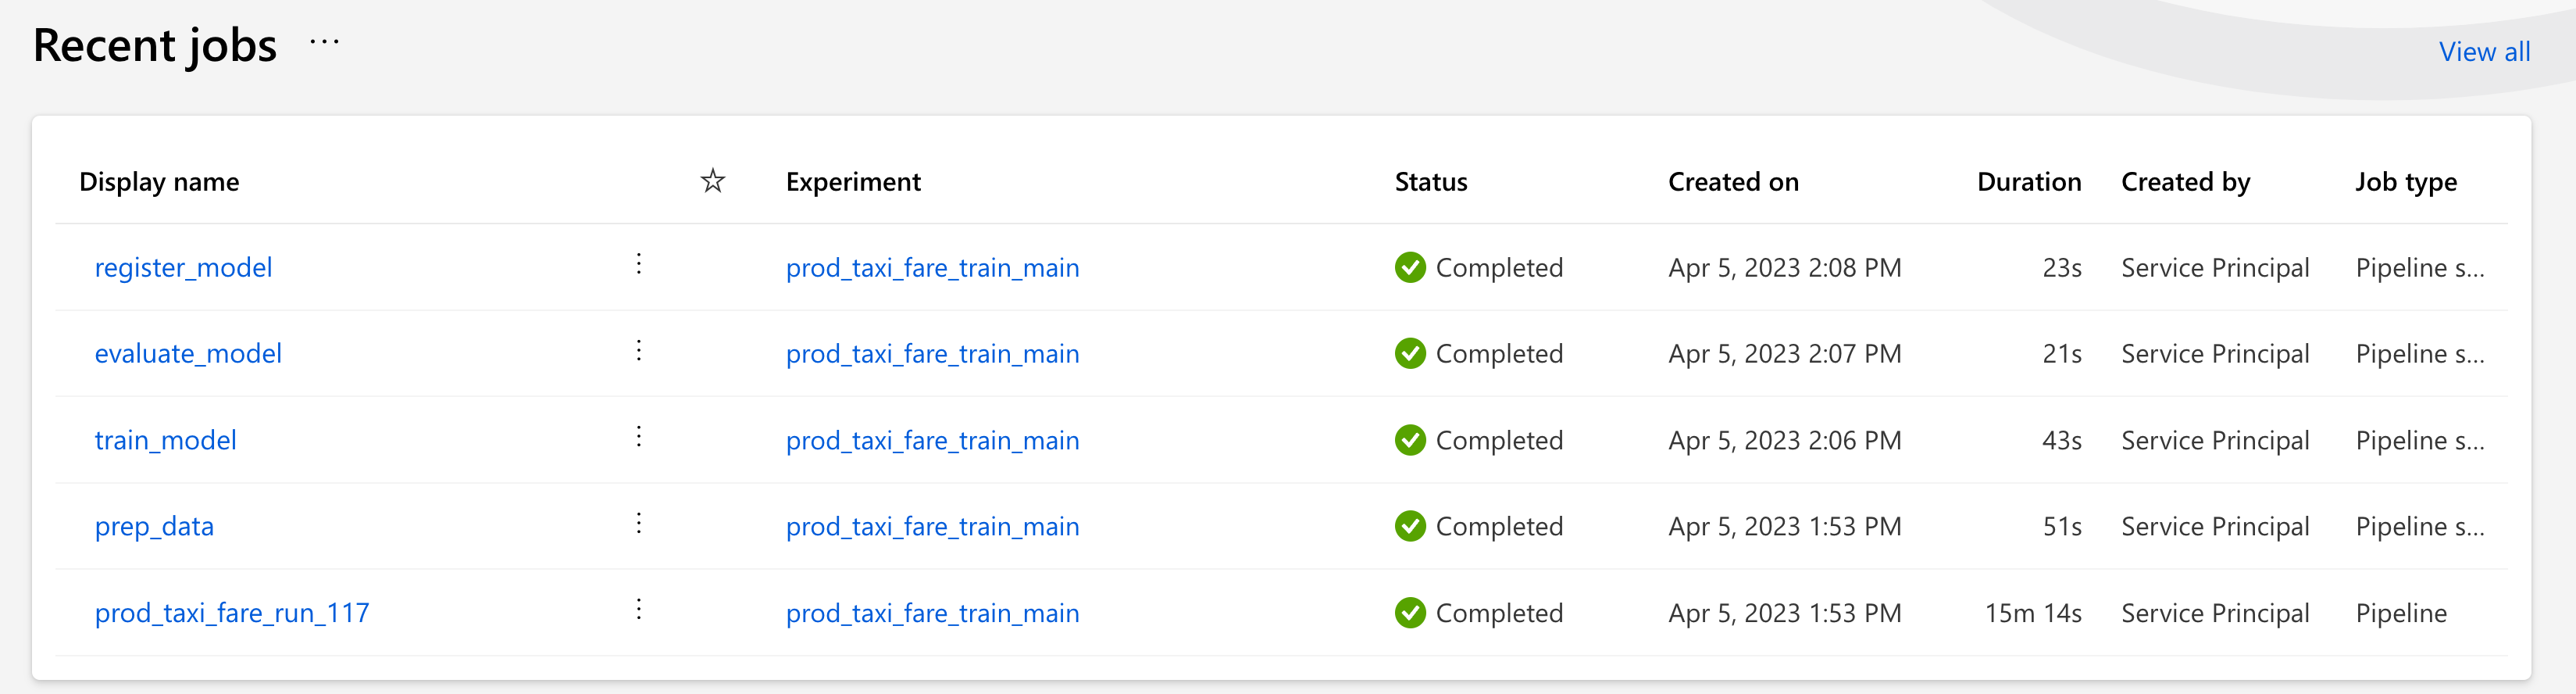 Recent jobs ...
View all
Display name Experiment Status Created on Duration Created by Job type
register_model prod_taxi_fare_train_main Completed Apr 5, 2023 2:08 PM 23s Service Principal Pipeline s...
evaluate_model prod_taxi_fare_train_main Completed Apr 5, 2023 2:07 PM 21s Service Principal Pipeline s...
train_model prod_taxi_fare_train_main Completed Apr 5, 2023 2:06 PM 43s Service Principal Pipeline s...
prep_data prod_taxi_fare_train_main Completed Apr 5, 2023 1:53 PM 51s Service Principal Pipeline s...
prod_taxi_fare_run_117 prod_taxi_fare_train_main Completed Apr 5, 2023 1:53 PM 15m 14s Service Principal Pipeline